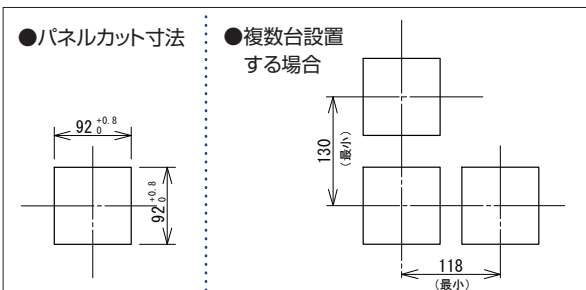 ●パネルカット寸法
92 +0.8 0
92 +0.8 0
●複数台設置
する場合
130
(最小)
118
(最小)